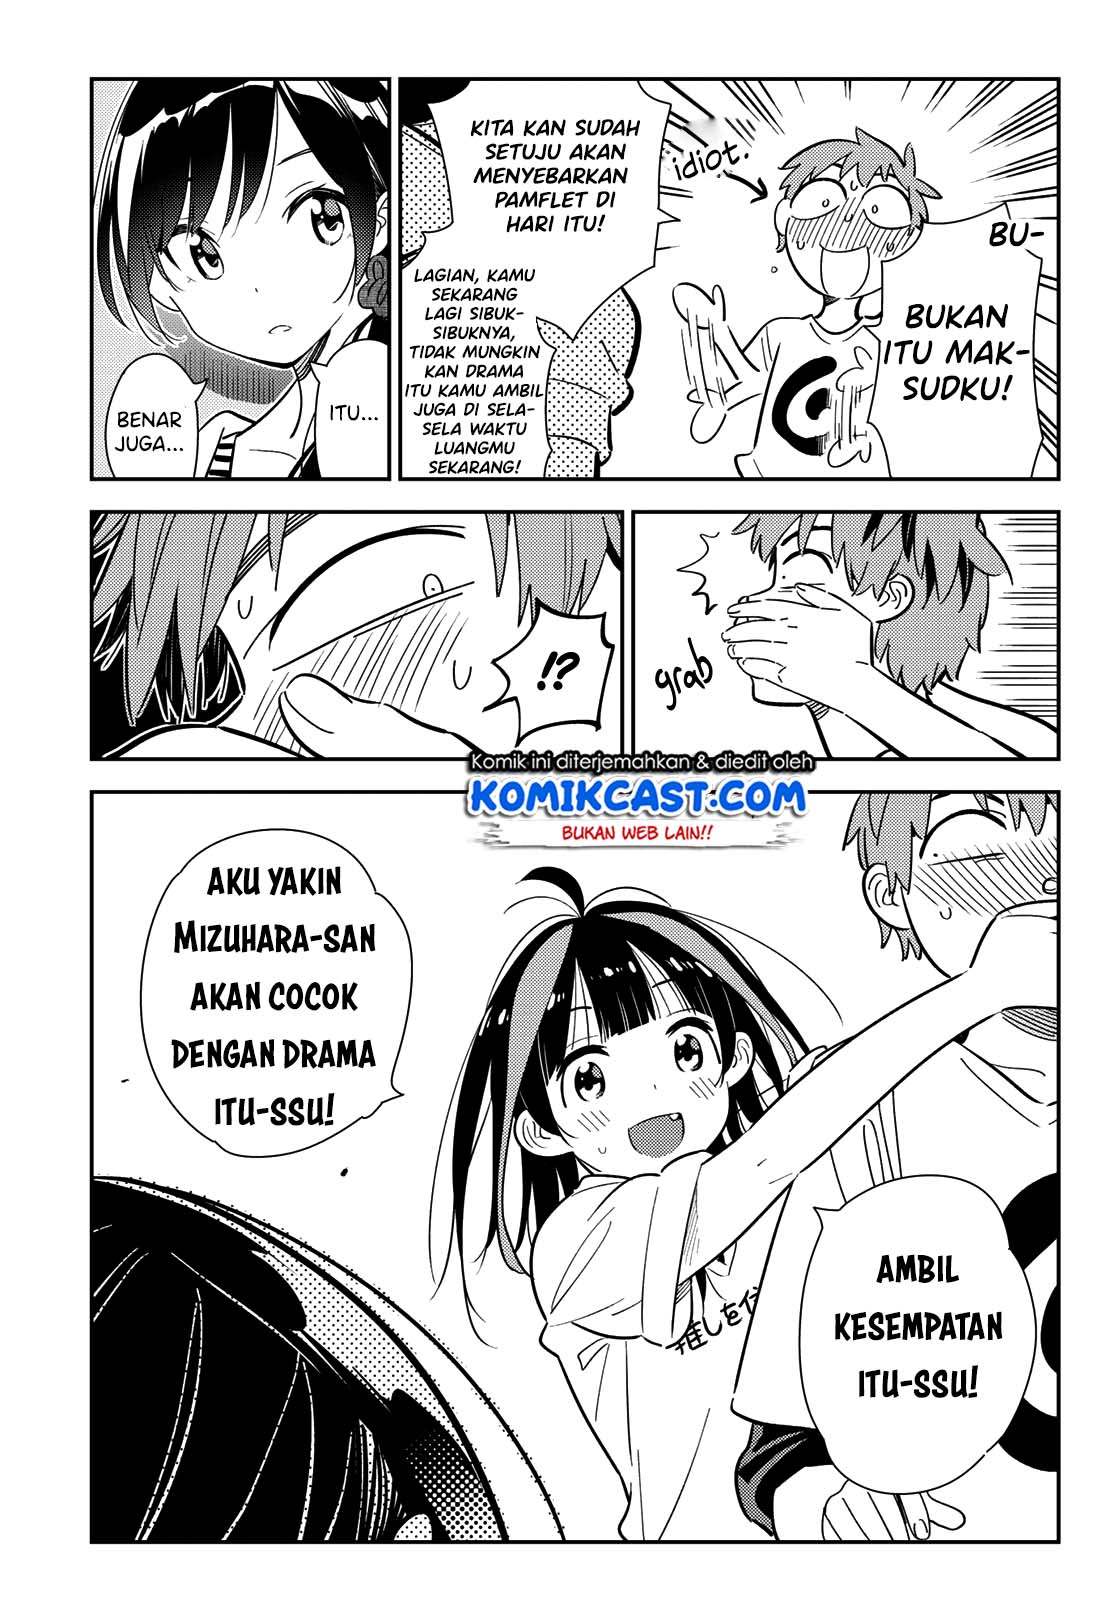 BU-
BUKAN
ITU MAK-
SUDKU!
idiot.
KITA KAN SUDAH
SETUJU AKAN
MENYEBARKAN
PAMFLET DI
HARI ITU!
LAGIAN, KAMU
SEKARANG
LAGI SIBUK-
SIBUKNYA,
TIDAK MUNGKIN
KAN DRAMA
ITU KAMU AMBIL
JUGA DI SELA-
SELA WAKTU
LUANGMU
SEKARANG!
ITU...
BENAR
JUGA...
grab
!?
Komik ini diterjemahkan & diedit oleh
KOMIKCAST.COM
BUKAN WEB LAIN!!
AKU YAKIN
MIZUHARA-SAN
AKAN COCOK
DENGAN DRAMA
ITU-SSU!
推しを
AMBIL
KESEMPATAN
ITU-SSU!